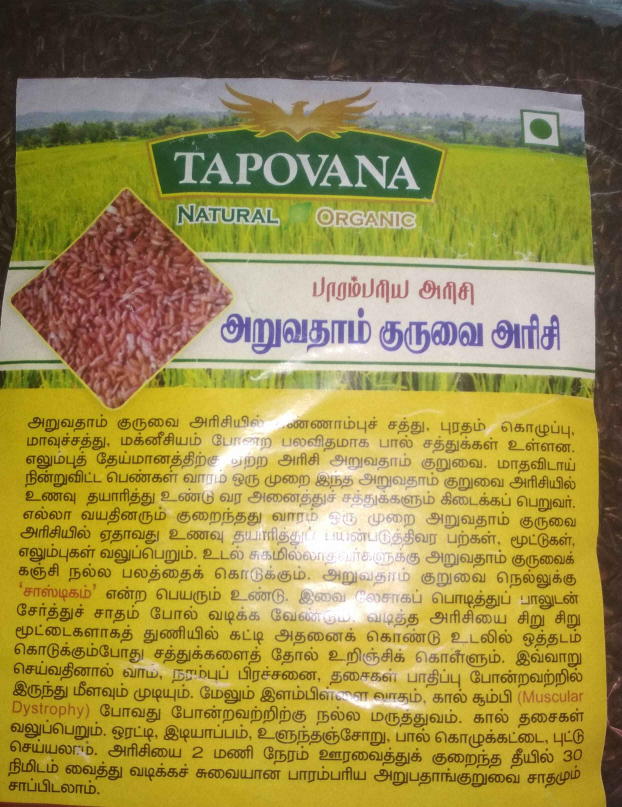 TAPOVANA
NATURAL ORGANIC
பாரம்பரிய அரிசி
அறுவதாம் குருவை அரிசி
அறுவதாம் குருவை அரிசியில் சுண்ணாம்புச் சத்து, புரதம், கொழுப்பு,
மாவுச்சத்து, மக்னீசியம் போன்ற பலவிதமாக பால் சத்துக்கள் உள்ளன.
எலும்புத் தேய்மானத்திற்கு ஏற்ற அரிசி அறுவதாம் குறுவை. மாதவிடாய்
நின்றுவிட்ட பெண்கள் வாரம் ஒரு முறை இந்த அறுவதாம் குறுவை அரிசியில்
உணவு தயாரித்து உண்டு வர அனைத்துச் சத்துக்களும் கிடைக்கப் பெறுவர்.
எல்லா வயதினரும் குறைந்தது வாரம் ஒரு முறை அறுவதாம் குருவை
அரிசியில் ஏதாவது உணவு தயாரித்துப் பயன்படுத்திவர பற்கள், மூட்டுகள்,
எலும்புகள் வலுப்பெறும். உடல் சுகமில்லாதவர்களுக்கு அறுவதாம் குருவைக்
கஞ்சி நல்ல பலத்தைக் கொடுக்கும். அறுவதாம் குறுவை நெல்லுக்கு
'சாஸ்டிகம்' என்ற பெயரும் உண்டு. இவை லேசாகப் பொடித்துப் பாலுடன்
சேர்த்துச் சாதம் போல் வடிக்க வேண்டும். வடித்த அரிசியை சிறு சிறு
மூட்டைகளாகத் துணியில் கட்டி அதனைக் கொண்டு உடலில் ஒத்தடம்
கொடுக்கும்போது சத்துக்களைத் தோல் உறிஞ்சிக் கொள்ளும். இவ்வாறு
செய்வதினால் வாம், நரம்புப் பிரச்சனை, தசைகள் பாதிப்பு போன்றவற்றில்
இருந்து மீளவும் முடியும். மேலும் இளம்பிள்ளை வாதம், கால் சூம்பி (Muscular
Dystrophy) போவது போன்றவற்றிற்கு நல்ல மருத்துவம். கால் தசைகள்
வலுப்பெறும். ஒரட்டி, இடியாப்பம், உளுந்தஞ்சோறு, பால் கொழுக்கட்டை, புட்டு
செய்யலாம். அரிசியை 2 மணி நேரம் ஊரவைத்துக் குறைந்த தீயில் 30
நிமிடம் வைத்து வடிக்கச் சுவையான பாரம்பரிய அறுபதாங்குறுவை சாதமும்
சாப்பிடலாம்.